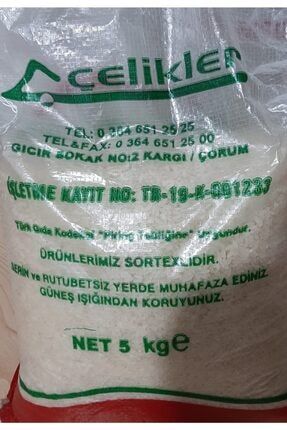 çelikler
TEL: 0 364 651 25 25
TEL&FAX: 0 364 651 25 00
GICIR SOKAK NO:2 KARGI / ÇORUM
İŞLETME KAYIT NO: TR-19-K-001233
Türk Gıda Kodeksi "Pirinç Tebliğine" Uygundur.
ÜRÜNLERİMİZ SORTEXLİDİR.
SERİN ve RUTUBETSİZ YERDE MUHAFAZA EDİNİZ
GÜNEŞ IŞIĞINDAN KORUYUNUZ.
NET 5 kg e